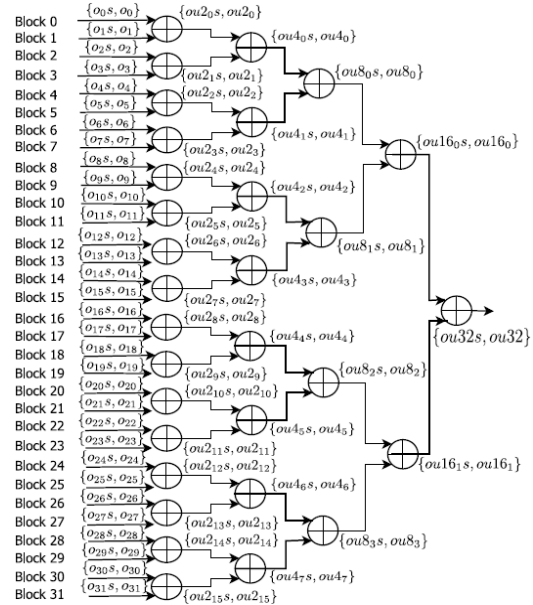 Block 0 {o₀s, o₀} {ou2₀s, ou2₀}
Block 1 {o₁s, o₁}
{ou4₀s, ou4₀}
Block 2 {o₂s, o₂}
Block 3 {o₃s, o₃} {ou2₁s, ou2₁}
{ou8₀s, ou8₀}
Block 4 {o₄s, o₄} {ou2₂s, ou2₂}
Block 5 {o₅s, o₅}
Block 6 {o₆s, o₆} {ou4₁s, ou4₁}
Block 7 {o₇s, o₇} {ou2₃s, ou2₃}
{ou16₀s, ou16₀}
Block 8 {o₈s, o₈} {ou2₄s, ou2₄}
Block 9 {o₉s, o₉} {ou4₂s, ou4₂}
Block 10 {o₁₀s, o₁₀}
Block 11 {o₁₁s, o₁₁} {ou2₅s, ou2₅}
Block 12 {o₁₂s, o₁₂} {ou2₆s, ou2₆} {ou8₁s, ou8₁}
Block 13 {o₁₃s, o₁₃}
Block 14 {o₁₄s, o₁₄} {ou4₃s, ou4₃}
Block 15 {o₁₅s, o₁₅} {ou2₇s, ou2₇}
Block 16 {o₁₆s, o₁₆} {ou2₈s, ou2₈}
Block 17 {o₁₇s, o₁₇} {ou4₄s, ou4₄} {ou32s, ou32}
Block 18 {o₁₈s, o₁₈}
Block 19 {o₁₉s, o₁₉} {ou2₉s, ou2₉} {ou8₂s, ou8₂}
Block 20 {o₂₀s, o₂₀} {ou2₁₀s, ou2₁₀}
Block 21 {o₂₁s, o₂₁}
Block 22 {o₂₂s, o₂₂} {ou4₅s, ou4₅}
Block 23 {o₂₃s, o₂₃} {ou2₁₁s, ou2₁₁}
Block 24 {o₂₄s, o₂₄} {ou2₁₂s, ou2₁₂} {ou16₁s, ou16₁}
Block 25 {o₂₅s, o₂₅} {ou4₆s, ou4₆}
Block 26 {o₂₆s, o₂₆}
Block 27 {o₂₇s, o₂₇} {ou2₁₃s, ou2₁₃}
Block 28 {o₂₈s, o₂₈} {ou2₁₄s, ou2₁₄} {ou8₃s, ou8₃}
Block 29 {o₂₉s, o₂₉}
Block 30 {o₃₀s, o₃₀} {ou4₇s, ou4₇}
Block 31 {o₃₁s, o₃₁} {ou2₁₅s, ou2₁₅}